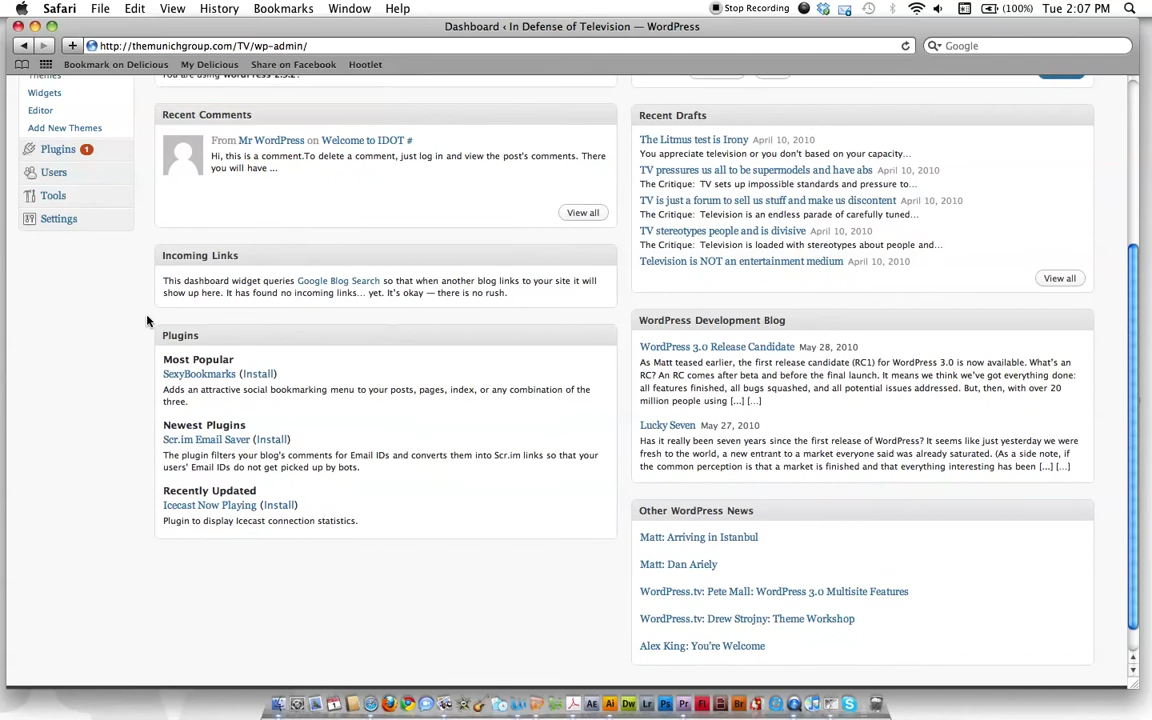 Safari File Edit View History Bookmarks Window Help Stop Recording (100%) Tue 2:07 PM
Dashboard ‹ In Defense of Television — WordPress
http://themunichgroup.com/TV/wp-admin/ Google
Bookmark on Delicious My Delicious Share on Facebook Hootlet
Themes
Widgets
Editor
Add New Themes
Plugins 1
Users
Tools
Settings
You are using WordPress 2.9.2.
Recent Comments
From Mr WordPress on Welcome to IDOT #
Hi, this is a comment.To delete a comment, just log in and view the post's comments. There
you will have ...
View all
Incoming Links
This dashboard widget queries Google Blog Search so that when another blog links to your site it will
show up here. It has found no incoming links… yet. It's okay — there is no rush.
Plugins
Most Popular
SexyBookmarks (Install)
Adds an attractive social bookmarking menu to your posts, pages, index, or any combination of the
three.
Newest Plugins
Scr.im Email Saver (Install)
The plugin filters your blog's comments for Email IDs and converts them into Scr.im links so that your
users' Email IDs do not get picked up by bots.
Recently Updated
Icecast Now Playing (Install)
Plugin to display Icecast connection statistics.
Recent Drafts
The Litmus test is Irony April 10, 2010
You appreciate television or you don't based on your capacity…
TV pressures us all to be supermodels and have abs April 10, 2010
The Critique: TV sets up impossible standards and pressure to…
TV is just a forum to sell us stuff and make us discontent April 10, 2010
The Critique: Television is an endless parade of carefully tuned…
TV stereotypes people and is divisive April 10, 2010
The Critique: Television is loaded with stereotypes about people and…
Television is NOT an entertainment medium April 10, 2010
View all
WordPress Development Blog
WordPress 3.0 Release Candidate May 28, 2010
As Matt teased earlier, the first release candidate (RC1) for WordPress 3.0 is now available. What's an
RC? An RC comes after beta and before the final launch. It means we think we've got everything done:
all features finished, all bugs squashed, and all potential issues addressed. But, then, with over 20
million people using [...] […]
Lucky Seven May 27, 2010
Has it really been seven years since the first release of WordPress? It seems like just yesterday we were
fresh to the world, a new entrant to a market everyone said was already saturated. (As a side note, if
the common perception is that a market is finished and that everything interesting has been [...] […]
Other WordPress News
Matt: Arriving in Istanbul
Matt: Dan Ariely
WordPress.tv: Pete Mall: WordPress 3.0 Multisite Features
WordPress.tv: Drew Strojny: Theme Workshop
Alex King: You're Welcome
Ae Ai Dw Lr Ps Pr Fl Br